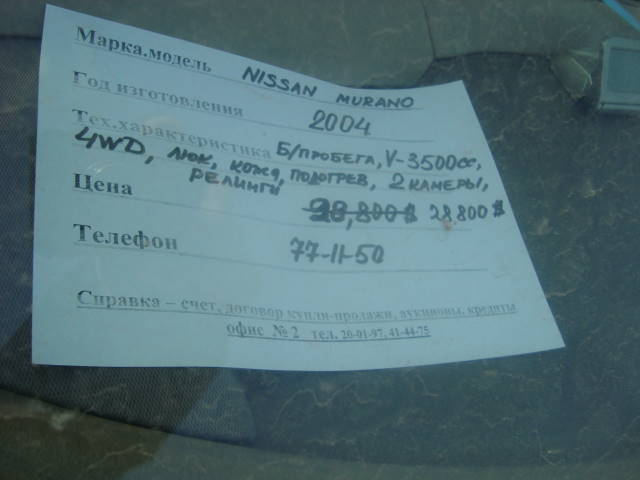 Марка.модель NISSAN MURANO
Год изготовления 2004
Тех.характеристика Б/ПРОБЕГА, V-3500cc,
4WD, ЛЮК, КОЖА, ПОДОГРЕВ, 2 КАМЕРЫ,
РЕЛИНГИ
Цена 28,800$ 28.800$
Телефон 77-11-50
Справка – счет, договор купли-продажи, аукционы, кредиты
офис № 2 тел. 20-01-97, 41-44-75